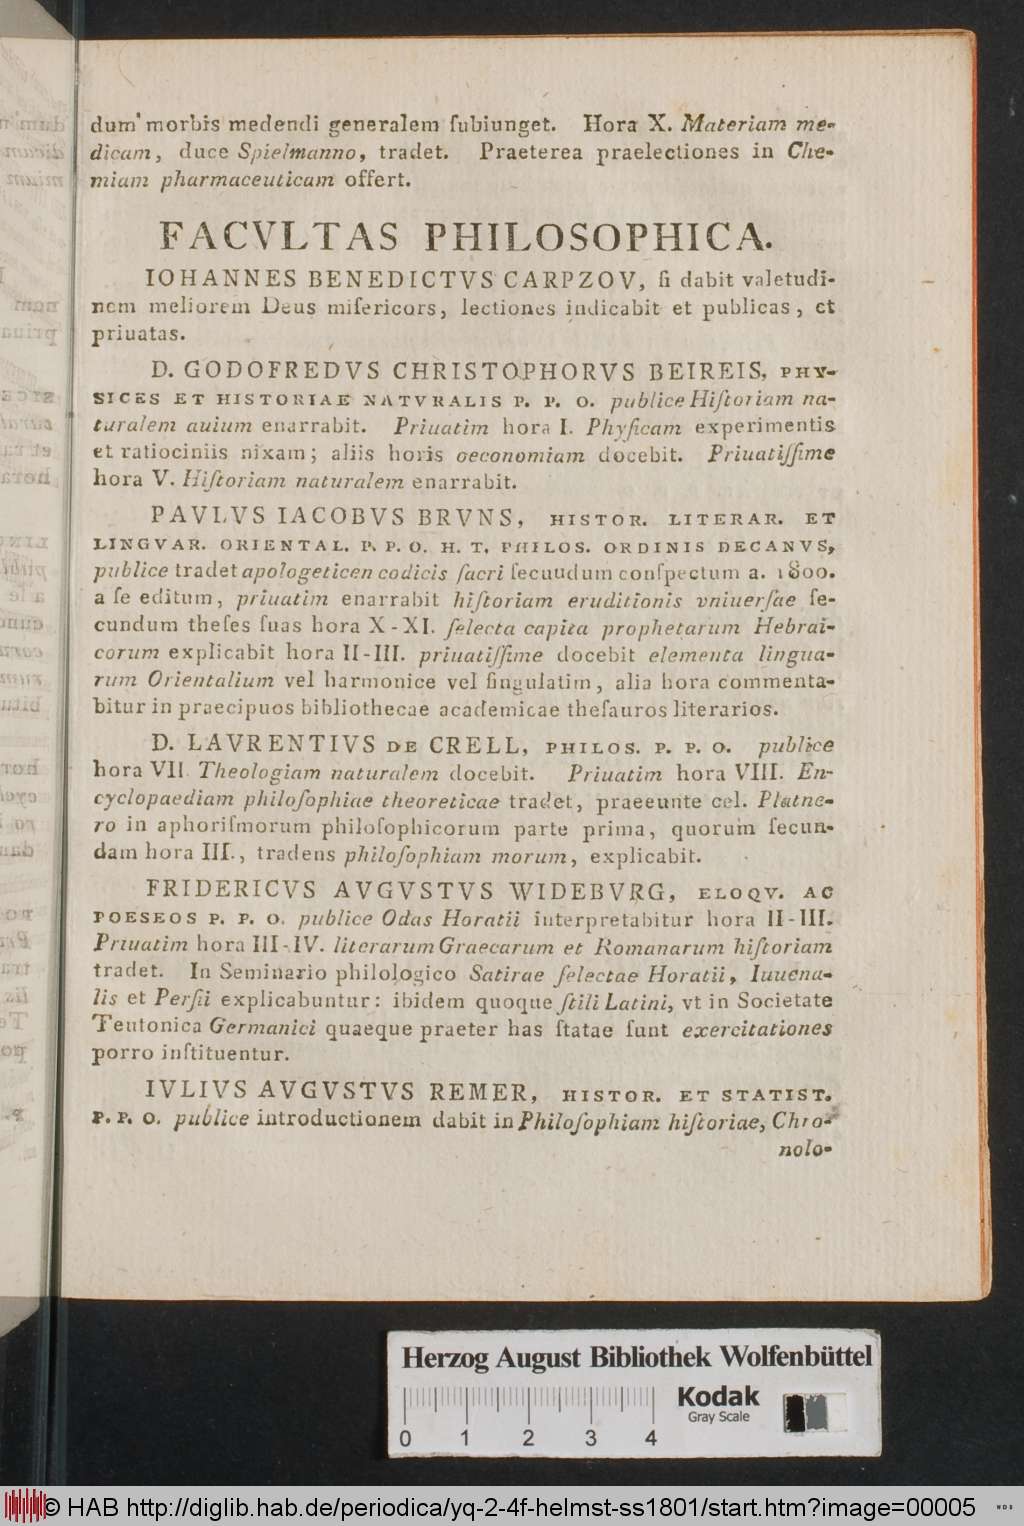 dum morbis medendi generalem ſubiunget. Hora X. Materiam me-
dicam, duce Spielmanno, tradet. Praeterea praelectiones in Che-
miam pharmaceuticam offert.
FACVLTAS PHILOSOPHICA.
IOHANNES BENEDICTVS CARPZOV, ſi dabit valetudi-
nem meliorem Deus miſericors, lectiones indicabit et publicas, et
priuatas.
D. GODOFREDVS CHRISTOPHORVS BEIREIS, PHY-
SICES ET HISTORIAE NATVRALIS P. P. O. publice Hiſtoriam na-
turalem auium enarrabit. Priuatim hora I. Phyſicam experimentis
et ratiociniis nixam; aliis horis oeconomiam docebit. Priuatiſſime
hora V. Hiſtoriam naturalem enarrabit.
PAVLVS IACOBVS BRVNS, HISTOR. LITERAR. ET
LINGVAR. ORIENTAL. P. P. O. H. T. PHILOS. ORDINIS DECANVS,
publice tradet apologeticen codicis ſacri ſecuudum conſpectum a. 1800.
a ſe editum, priuatim enarrabit hiſtoriam eruditionis vniuerſae ſe-
cundum theſes ſuas hora X-XI. ſelecta capita prophetarum Hebrai-
corum explicabit hora II-III. priuatiſſime docebit elementa lingua-
rum Orientalium vel harmonice vel ſingulatim, alia hora commenta-
bitur in praecipuos bibliothecae academicae theſauros literarios.
D. LAVRENTIVS DE CRELL, PHILOS. P. P. O. publice
hora VII. Theologiam naturalem docebit. Priuatim hora VIII. En-
cyclopaediam philoſophiae theoreticae tradet, praeeunte cel. Platne-
ro in aphoriſmorum philoſophicorum parte prima, quorum ſecun-
dam hora III., tradens philoſophiam morum, explicabit.
FRIDERICVS AVGVSTVS WIDEBVRG, ELOQV. AC
POESEOS P. P. O. publice Odas Horatii interpretabitur hora II-III.
Priuatim hora III-IV. literarum Graecarum et Romanarum hiſtoriam
tradet. In Seminario philologico Satirae ſelectae Horatii, Iuuena-
lis et Perſii explicabuntur: ibidem quoque ſtili Latini, vt in Societate
Teutonica Germanici quaeque praeter has ſtatae ſunt exercitationes
porro inſtituentur.
IVLIVS AVGVSTVS REMER, HISTOR. ET STATIST.
P. P. O. publice introductionem dabit in Philoſophiam hiſtoriae, Chro-
nolo-
Herzog August Bibliothek Wolfenbüttel
Kodak
Gray Scale
0 1 2 3 4
© HAB http://diglib.hab.de/periodica/yq-2-4f-helmst-ss1801/start.htm?image=00005